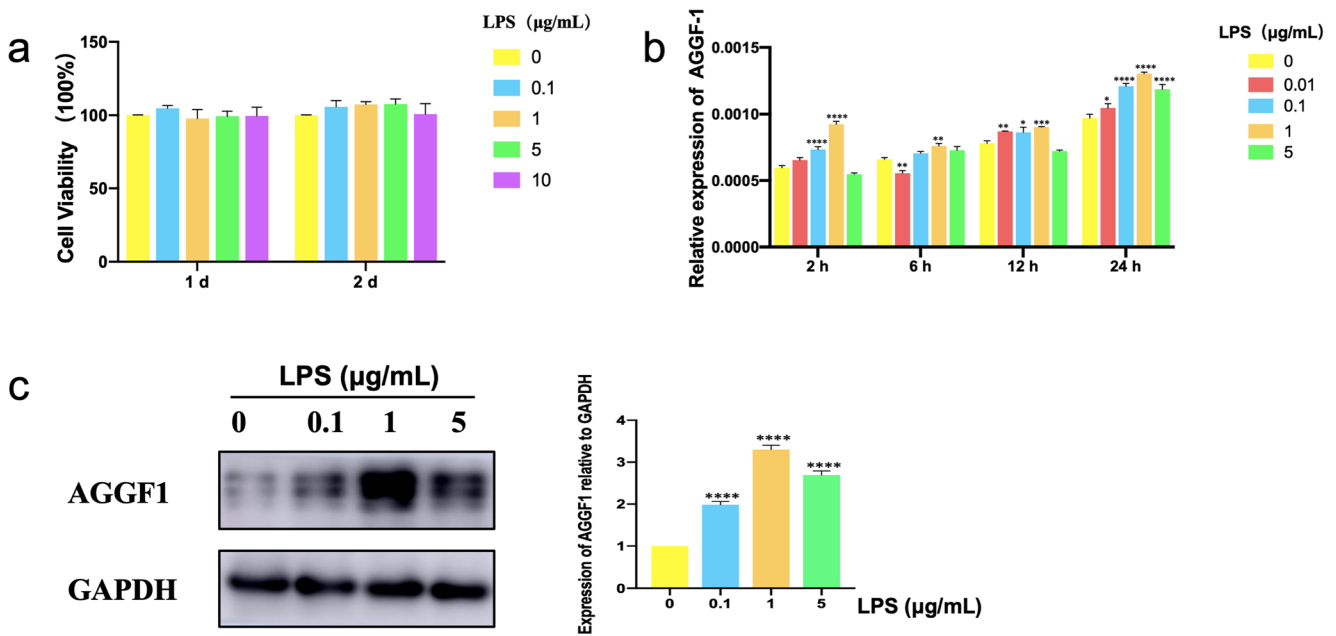 a
LPS（μg/mL）
0
0.1
1
5
10
Cell Viability （100%）
150
100
50
0
1 d
2 d
b
LPS (μg/mL）
0
0.01
0.1
1
5
Relative expression of AGGF-1
0.0015
0.0010
0.0005
0.0000
**** ****
** **
** * ***
* **** **** ****
2 h
6 h
12 h
24 h
c
LPS (μg/mL)
0 0.1 1 5
AGGF1
GAPDH
Expression of AGGF1 relative to GAPDH
4
3
2
1
0
**** **** ****
0 0.1 1 5
LPS (μg/mL)